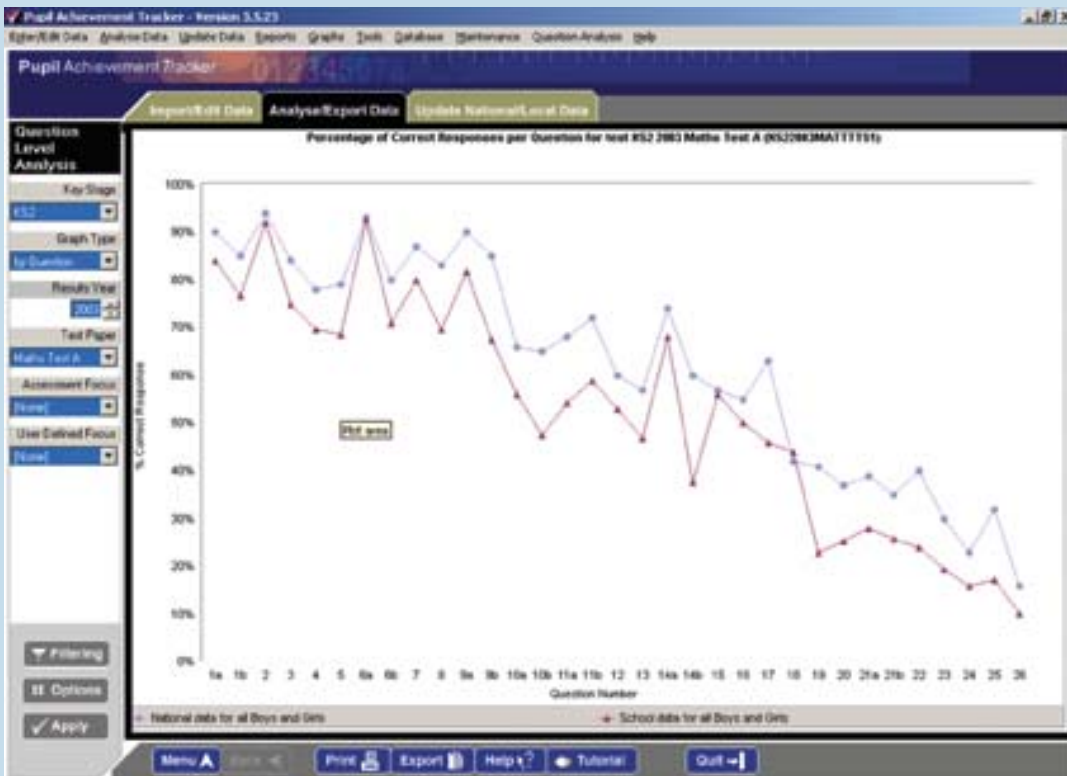 Pupil Achievement Tracker - Version 3.5.23
Enter/Edit Data Analyse Data Update Data Reports Graphs Tools Database Maintenance Question Analysis Help
Pupil Achievement Tracker
Import/Edit Data Analyse/Export Data Update National/Local Data
Question
Level
Analysis
Key Stage
KS2
Graph Type
by Question
Results Year
2003
Test Paper
Maths Test A
Assessment Focus
[None]
User Defined Focus
[None]
Filtering
Options
Apply
Percentage of Correct Responses per Question for test KS2 2003 Maths Test A
% Correct Response
100%
90%
80%
70%
60%
50%
40%
30%
20%
10%
0%
Plot area
1a 1b 2 3 4 5 6a 6b 7 8 9a 9b 10a 10b 11a 11b 12 13 14a 14b 15 16 17 18 19 20 21a 21b 22 23 24 25 26
Question Number
National data for all Boys and Girls School data for all Boys and Girls
Menu Back Print Export Help Tutorial Quit